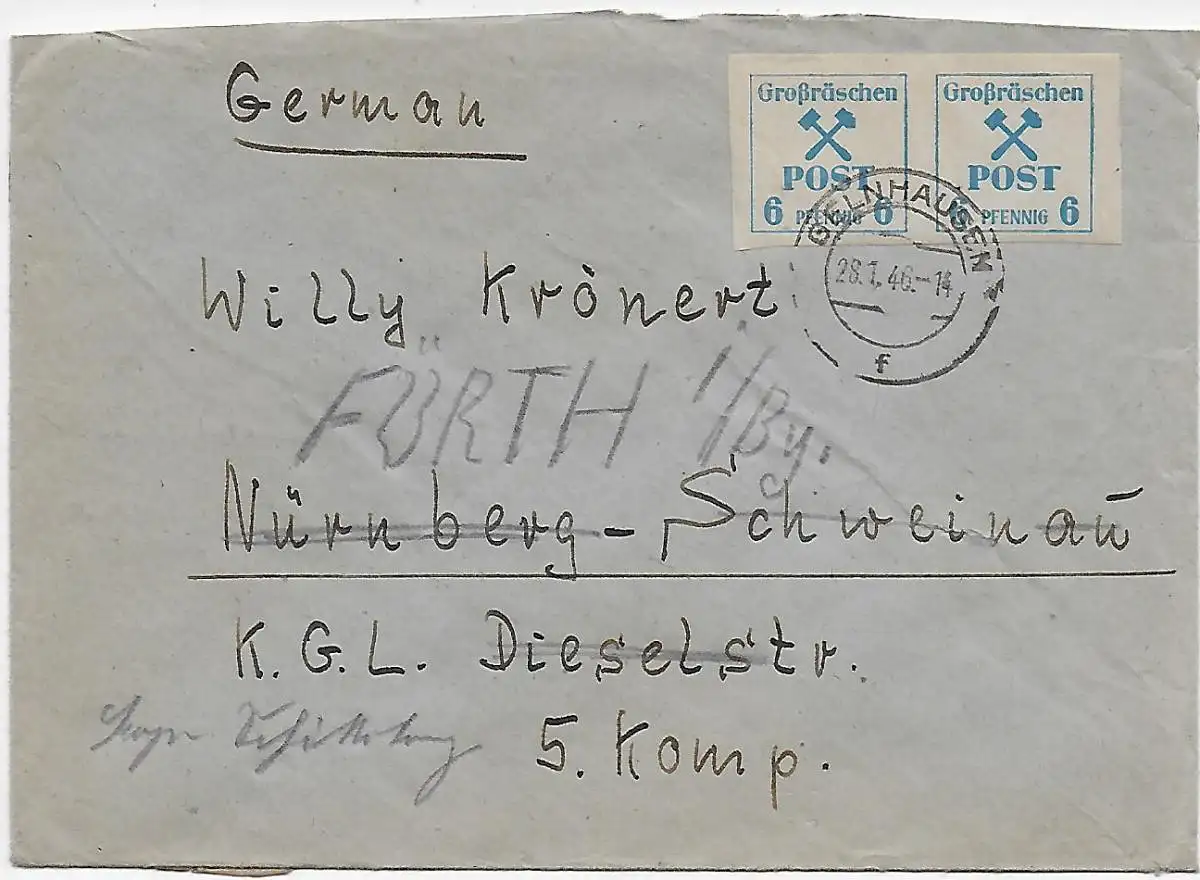 German
Großräschen Großräschen
POST POST
6 PFENNIG 6 6 PFENNIG 6
GELNHAUSEN
28.1.46.-14
f
Willy Krönert
FÜRTH i/By.
Nürnberg - Schweinau
K.G.L. Dieselstr.
5. Komp.